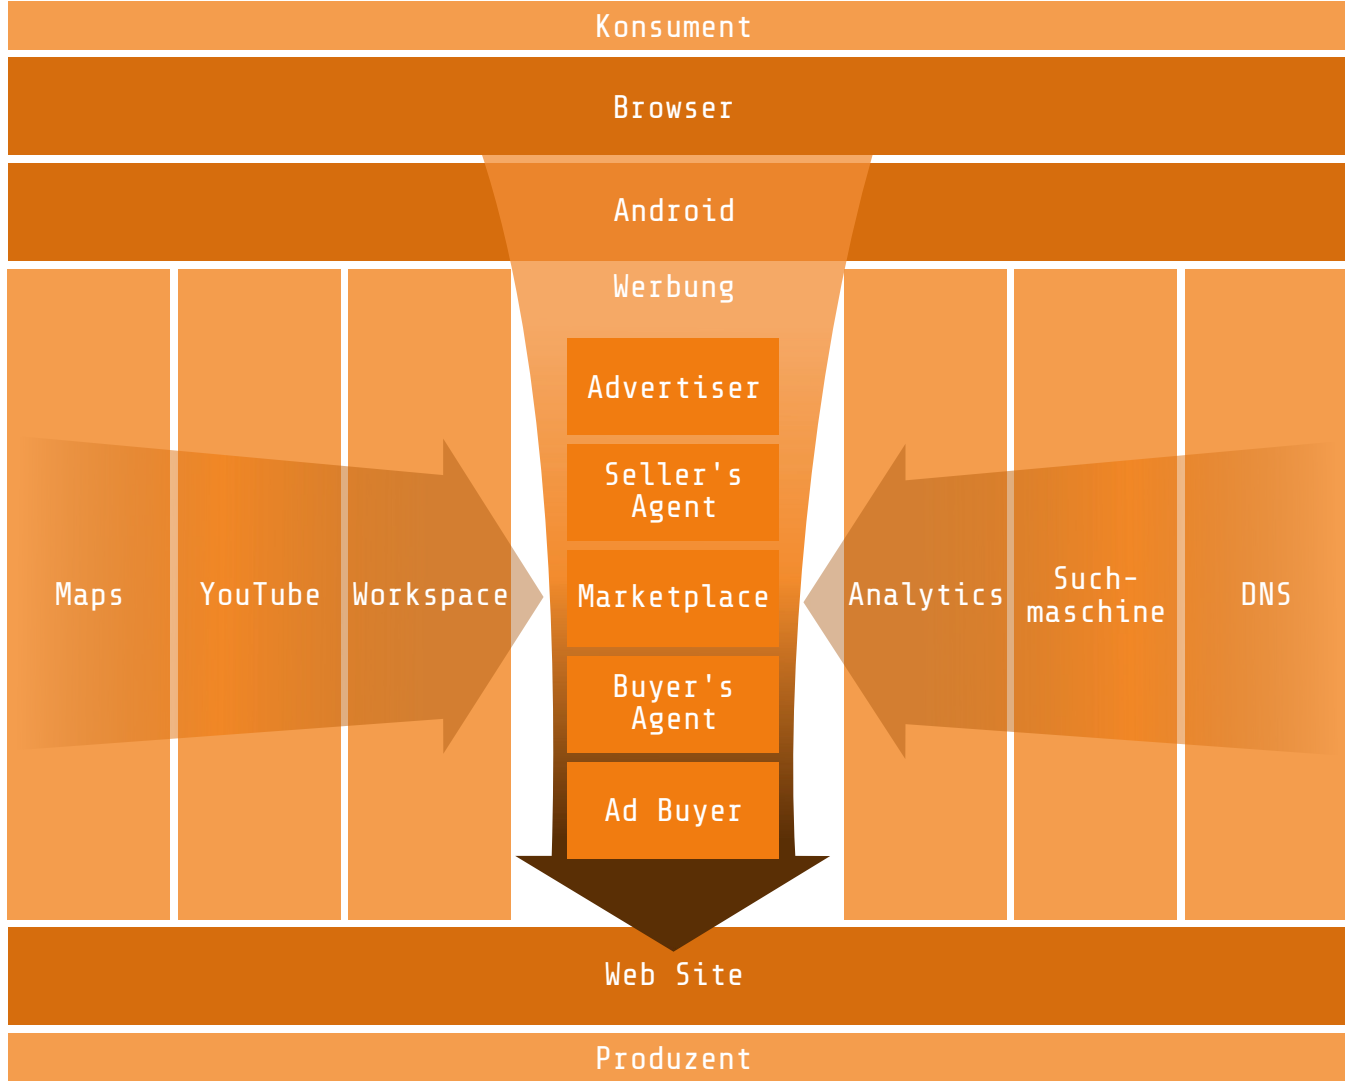 Konsument
Browser
Android
Werbung
Advertiser
Seller's
Agent
Marketplace
Buyer's
Agent
Ad Buyer
Maps
YouTube
Workspace
Analytics
Such-
maschine
DNS
Web Site
Produzent